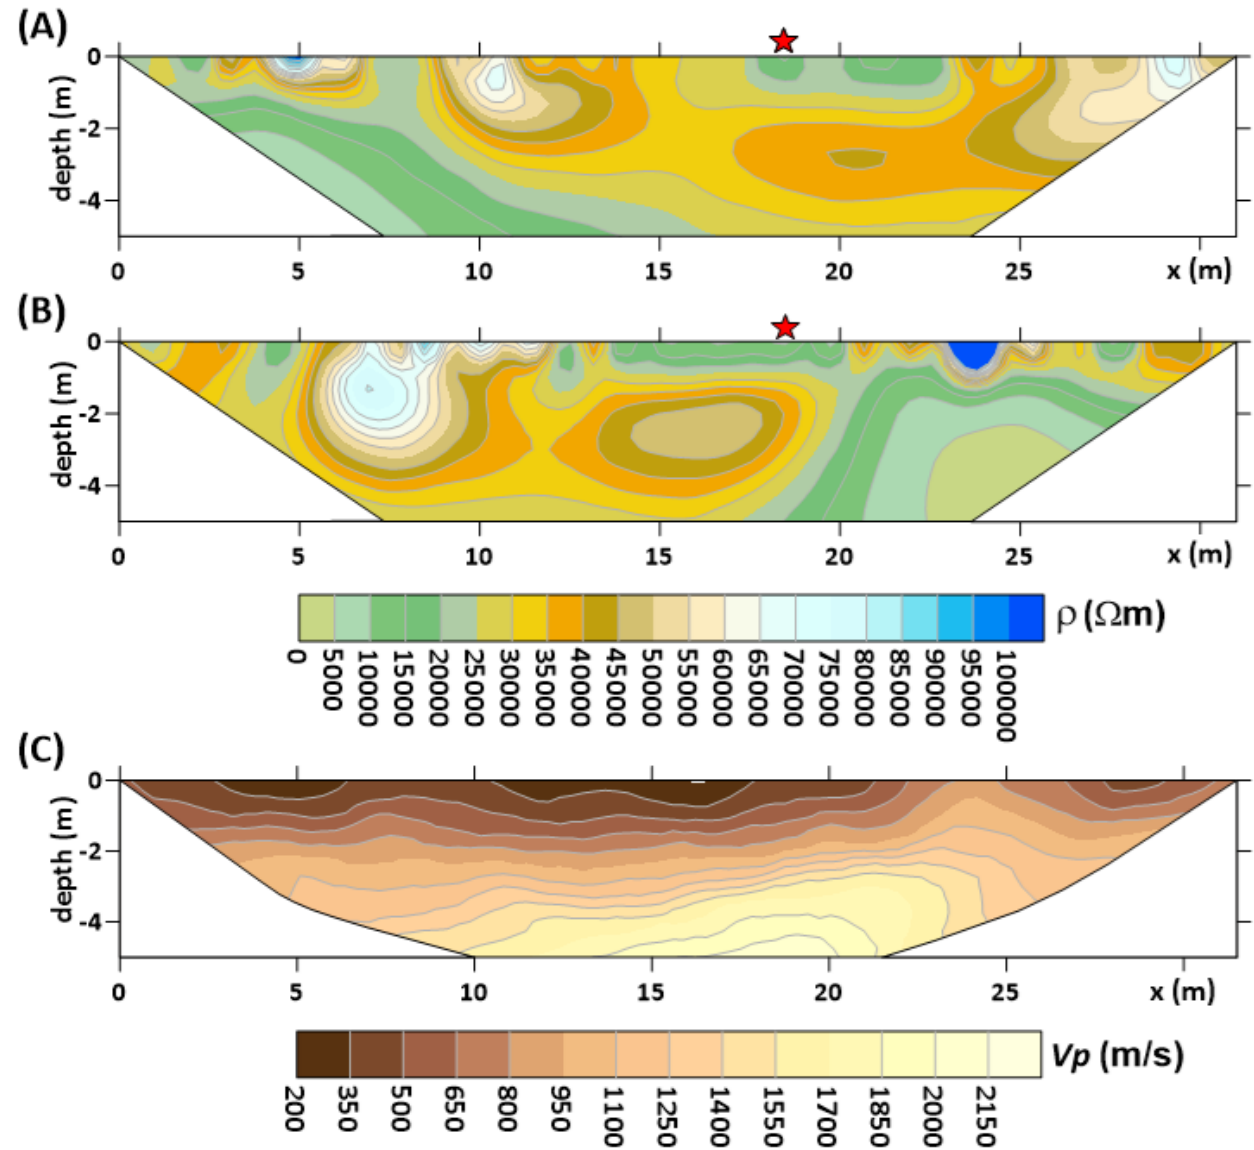 (A)
0
-2
-4
depth (m)
0 5 10 15 20 25 x (m)
(B)
0
-2
-4
depth (m)
0 5 10 15 20 25 x (m)
ρ (Ωm)
0 5000 10000 15000 20000 25000 30000 35000 40000 45000 50000 55000 60000 65000 70000 75000 80000 85000 90000 95000 100000
(C)
0
-2
-4
depth (m)
0 5 10 15 20 25 x (m)
Vp (m/s)
200 350 500 650 800 950 1100 1250 1400 1550 1700 1850 2000 2150